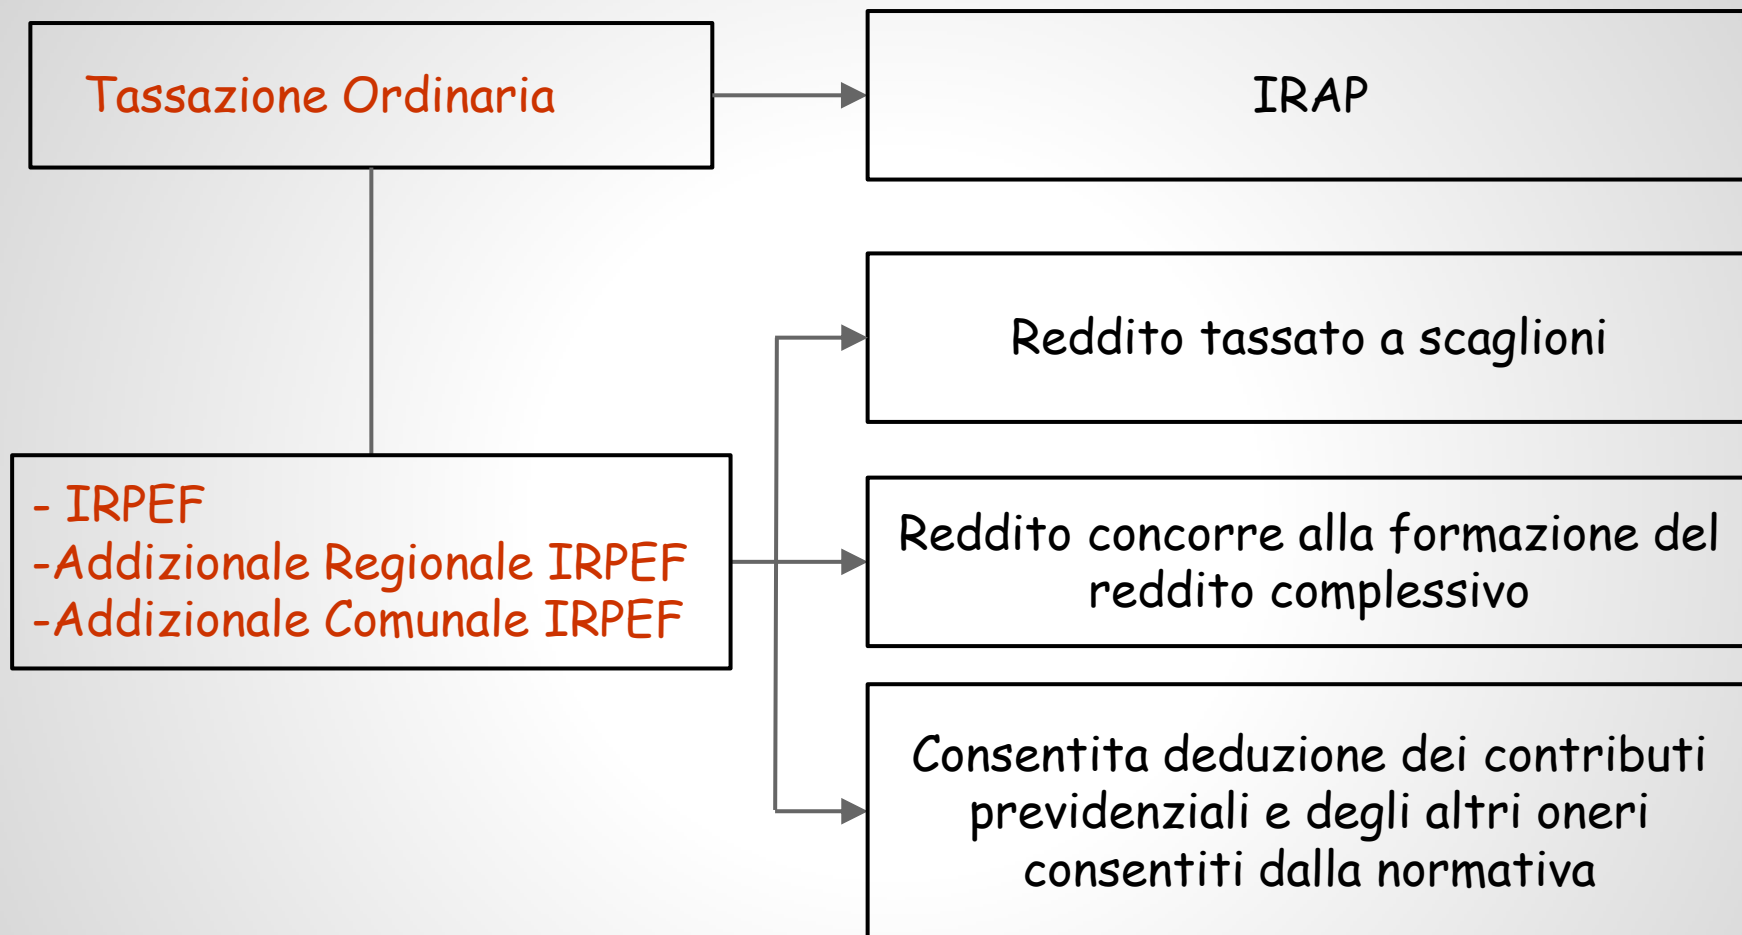 Tassazione Ordinaria
IRAP
Reddito tassato a scaglioni
- IRPEF
-Addizionale Regionale IRPEF
-Addizionale Comunale IRPEF
Reddito concorre alla formazione del
reddito complessivo
Consentita deduzione dei contributi
previdenziali e degli altri oneri
consentiti dalla normativa